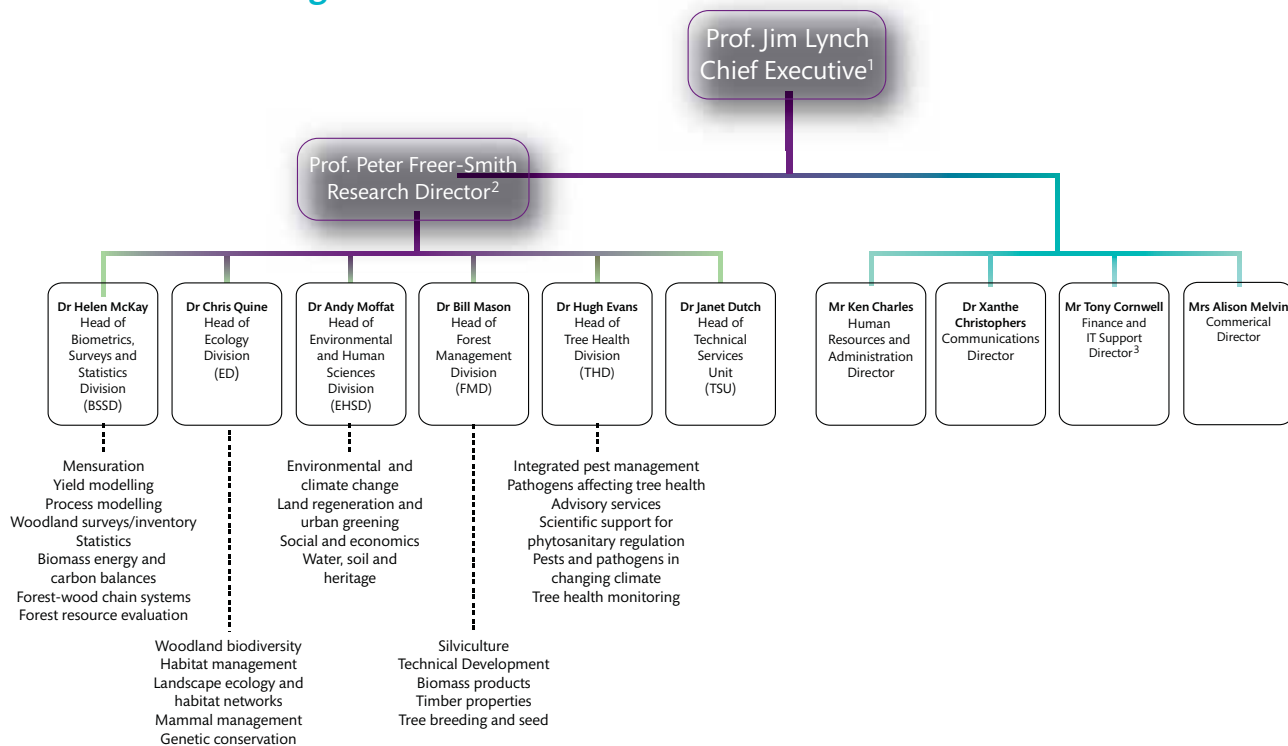 Prof. Jim Lynch
Chief Executive1
Prof. Peter Freer-Smith
Research Director2
Dr Helen McKay
Head of
Biometrics,
Surveys and
Statistics
Division
(BSSD)
Dr Chris Quine
Head of
Ecology
Division
(ED)
Dr Andy Moffat
Head of
Environmental
and Human
Sciences
Division
(EHSD)
Dr Bill Mason
Head of
Forest
Management
Division
(FMD)
Dr Hugh Evans
Head of
Tree Health
Division
(THD)
Dr Janet Dutch
Head of
Technical
Services
Unit
(TSU)
Mr Ken Charles
Human
Resources and
Administration
Director
Dr Xanthe
Christophers
Communications
Director
Mr Tony Cornwell
Finance and
IT Support
Director3
Mrs Alison Melvin
Commerical
Director
Mensuration
Yield modelling
Process modelling
Woodland surveys/inventory
Statistics
Biomass energy and
carbon balances
Forest-wood chain systems
Forest resource evaluation
Environmental and
climate change
Land regeneration and
urban greening
Social and economics
Water, soil and
heritage
Integrated pest management
Pathogens affecting tree health
Advisory services
Scientific support for
phytosanitary regulation
Pests and pathogens in
changing climate
Tree health monitoring
Woodland biodiversity
Habitat management
Landscape ecology and
habitat networks
Mammal management
Genetic conservation
Silviculture
Technical Development
Biomass products
Timber properties
Tree breeding and seed